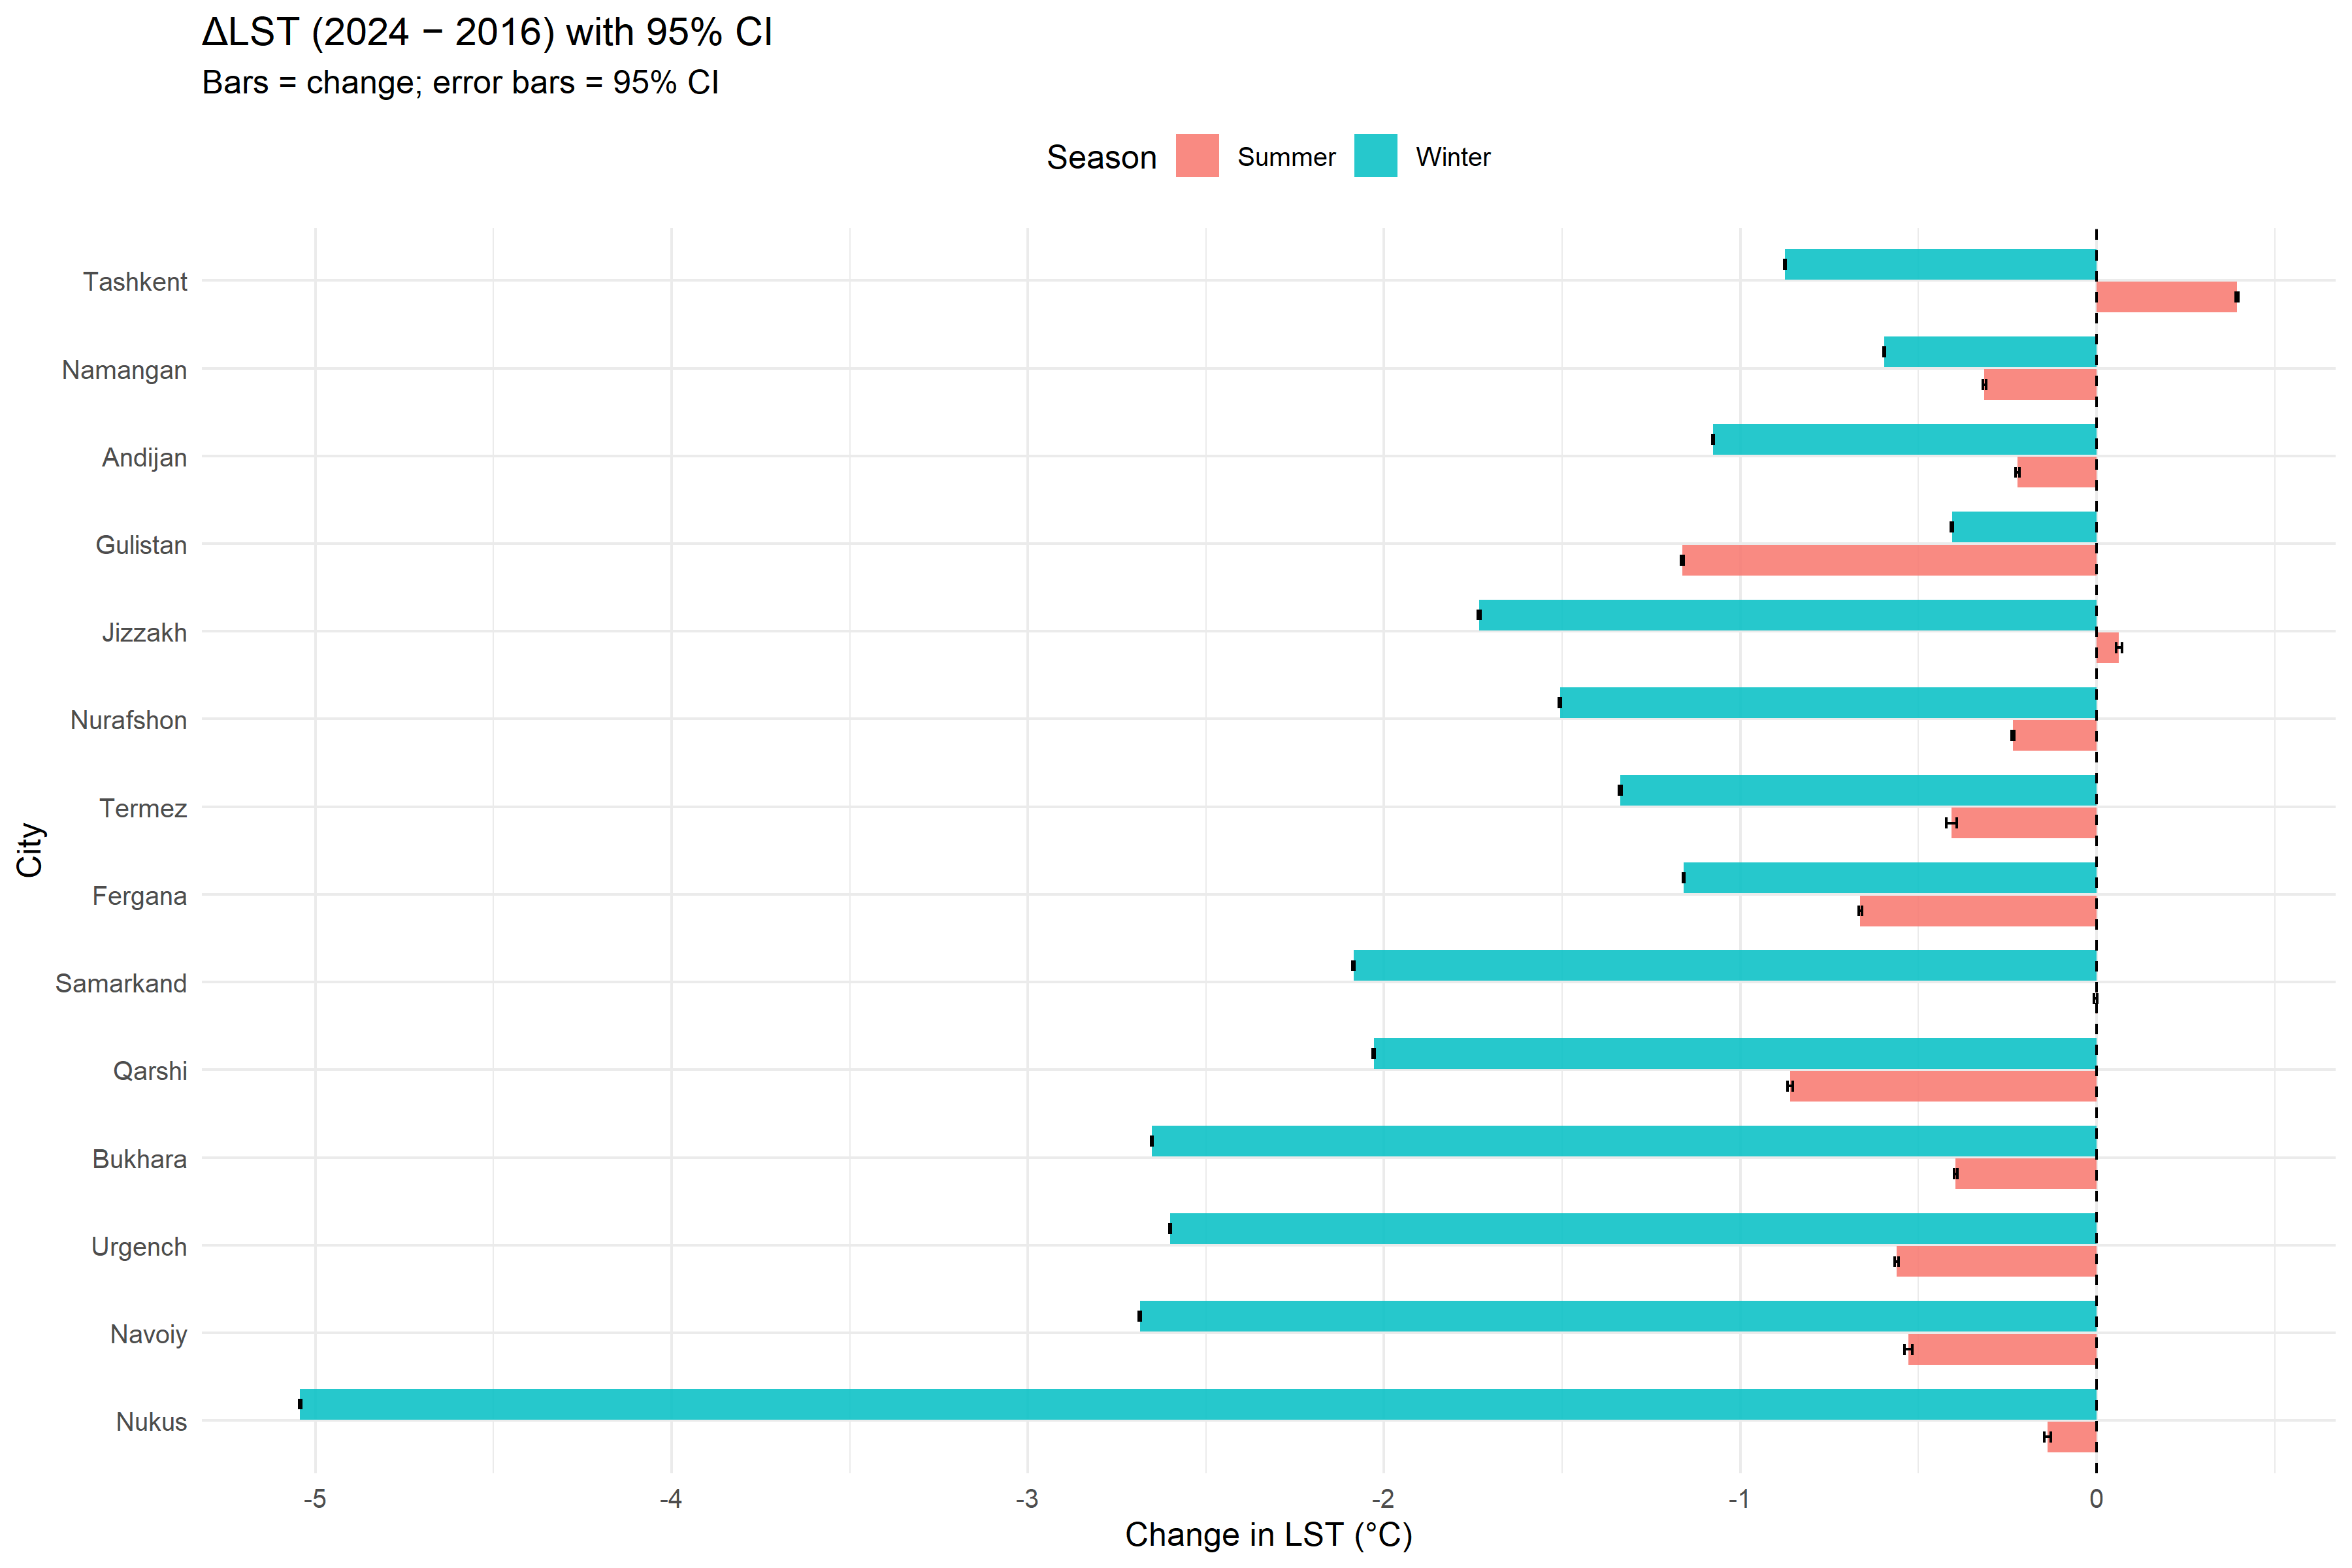 ΔLST (2024 − 2016) with 95% CI
Bars = change; error bars = 95% CI
Season Summer Winter
Tashkent
Namangan
Andijan
Gulistan
Jizzakh
Nurafshon
Termez
Fergana
Samarkand
Qarshi
Bukhara
Urgench
Navoiy
Nukus
City
-5 -4 -3 -2 -1 0
Change in LST (°C)